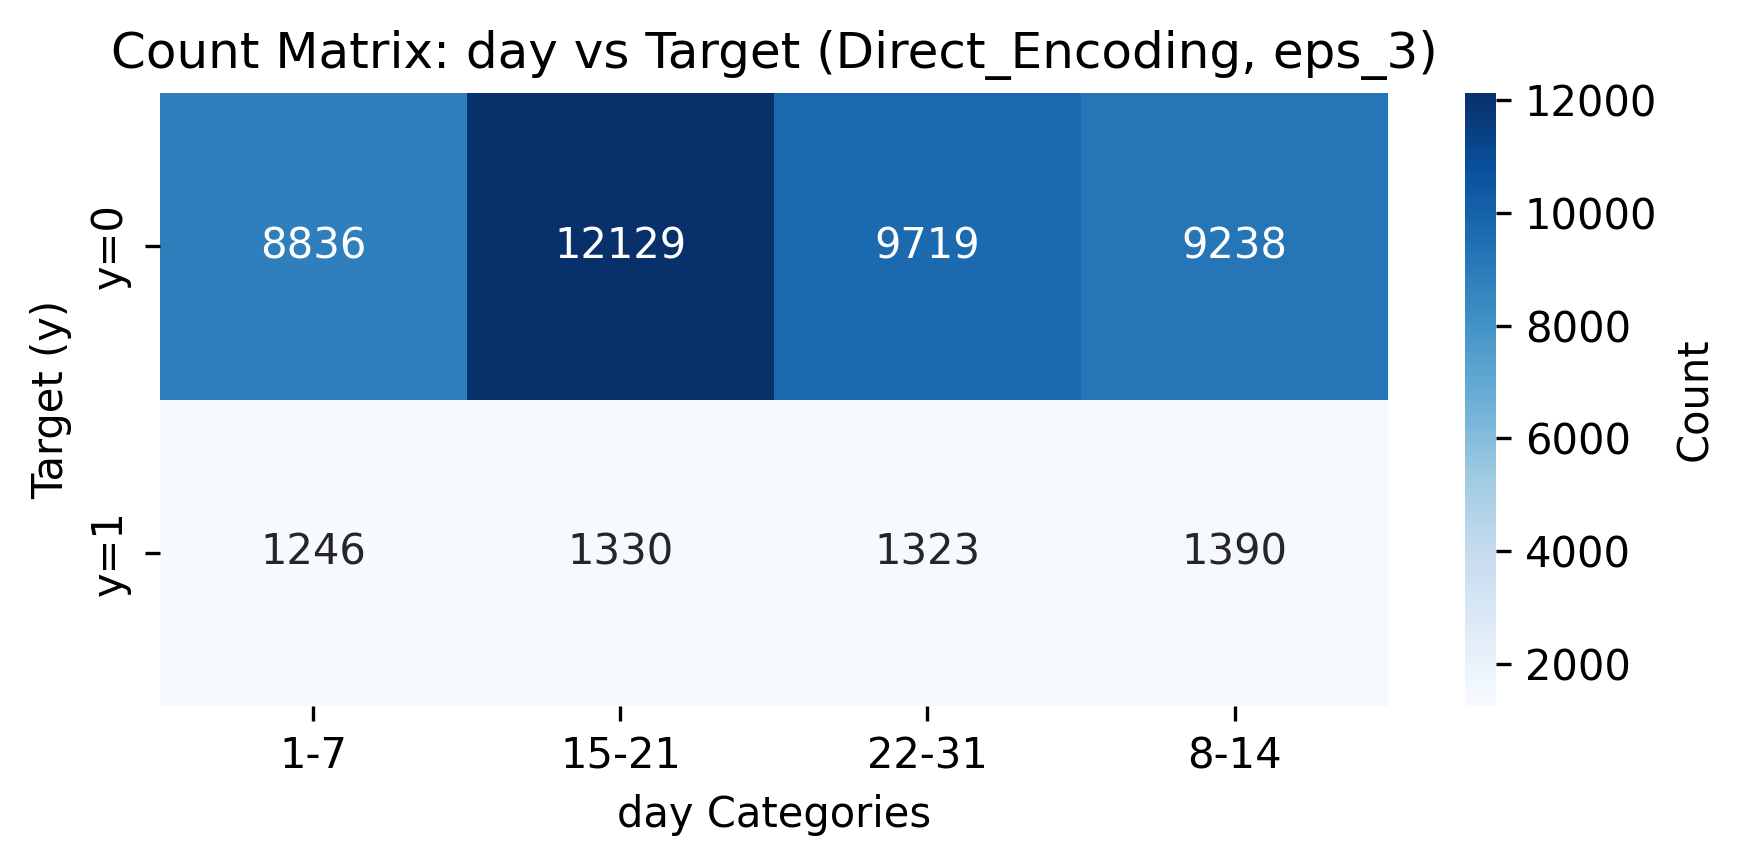 Count Matrix: day vs Target (Direct_Encoding, eps_3)
Target (y)
y=0
8836 12129 9719 9238
y=1
1246 1330 1323 1390
1-7 15-21 22-31 8-14
day Categories
12000
10000
8000
6000
4000
2000
Count